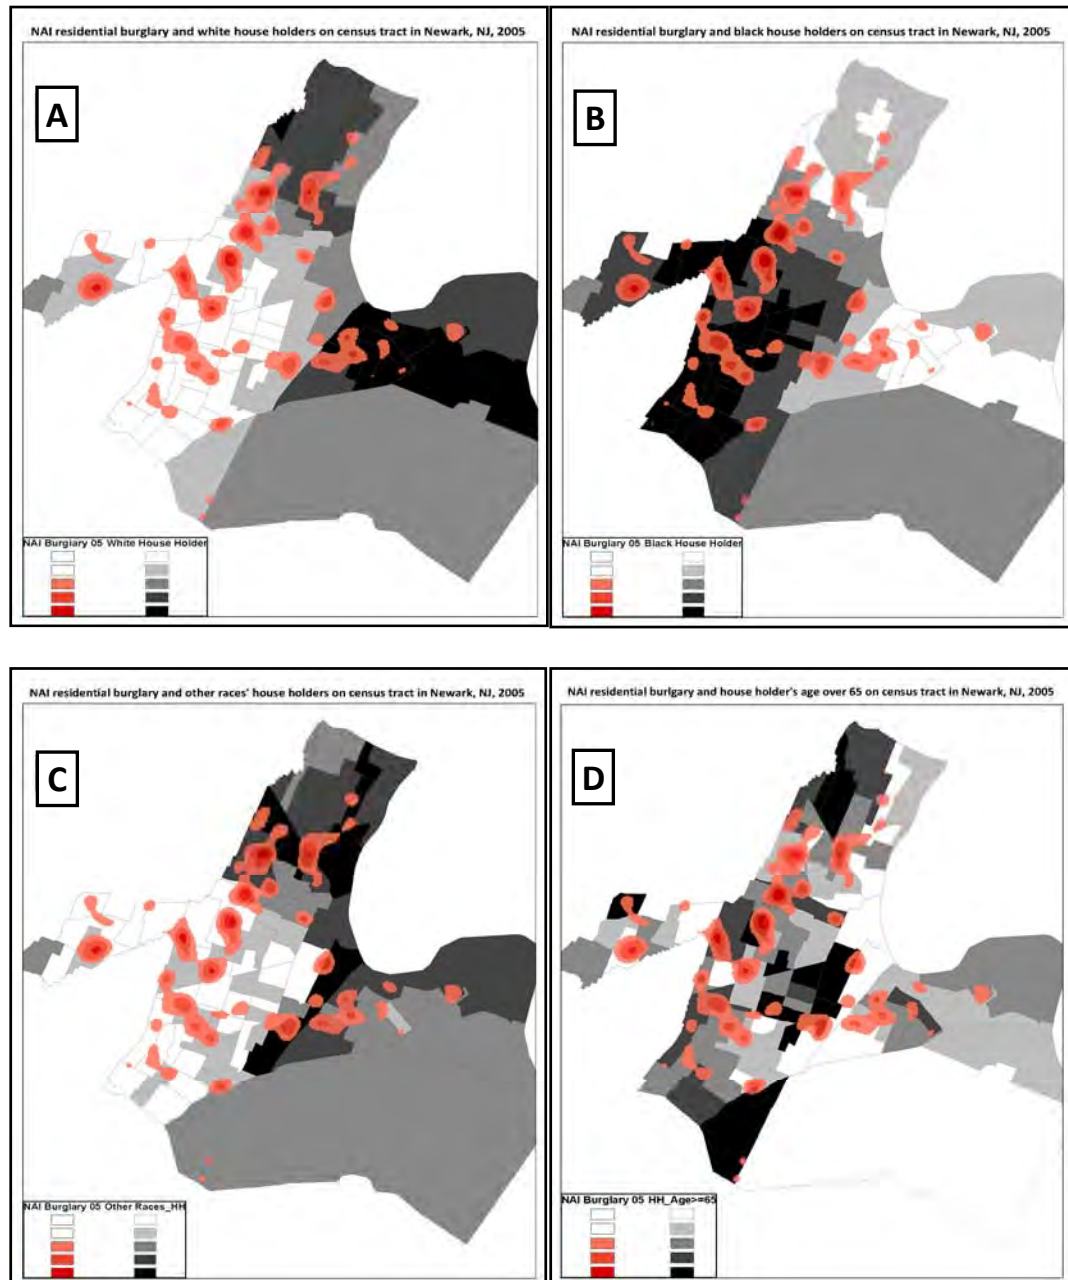 NAI residential burglary and white house holders on census tract in Newark, NJ, 2005
A
NAI Burglary 05 White House Holder
NAI residential burglary and black house holders on census tract in Newark, NJ, 2005
B
NAI Burglary 05 Black House Holder
NAI residential burglary and other races' house holders on census tract in Newark, NJ, 2005
C
NAI Burglary 05 Other Races_HH
NAI residential burlgary and house holder's age over 65 on census tract in Newark, NJ, 2005
D
NAI Burglary 05 HH_Age>=65